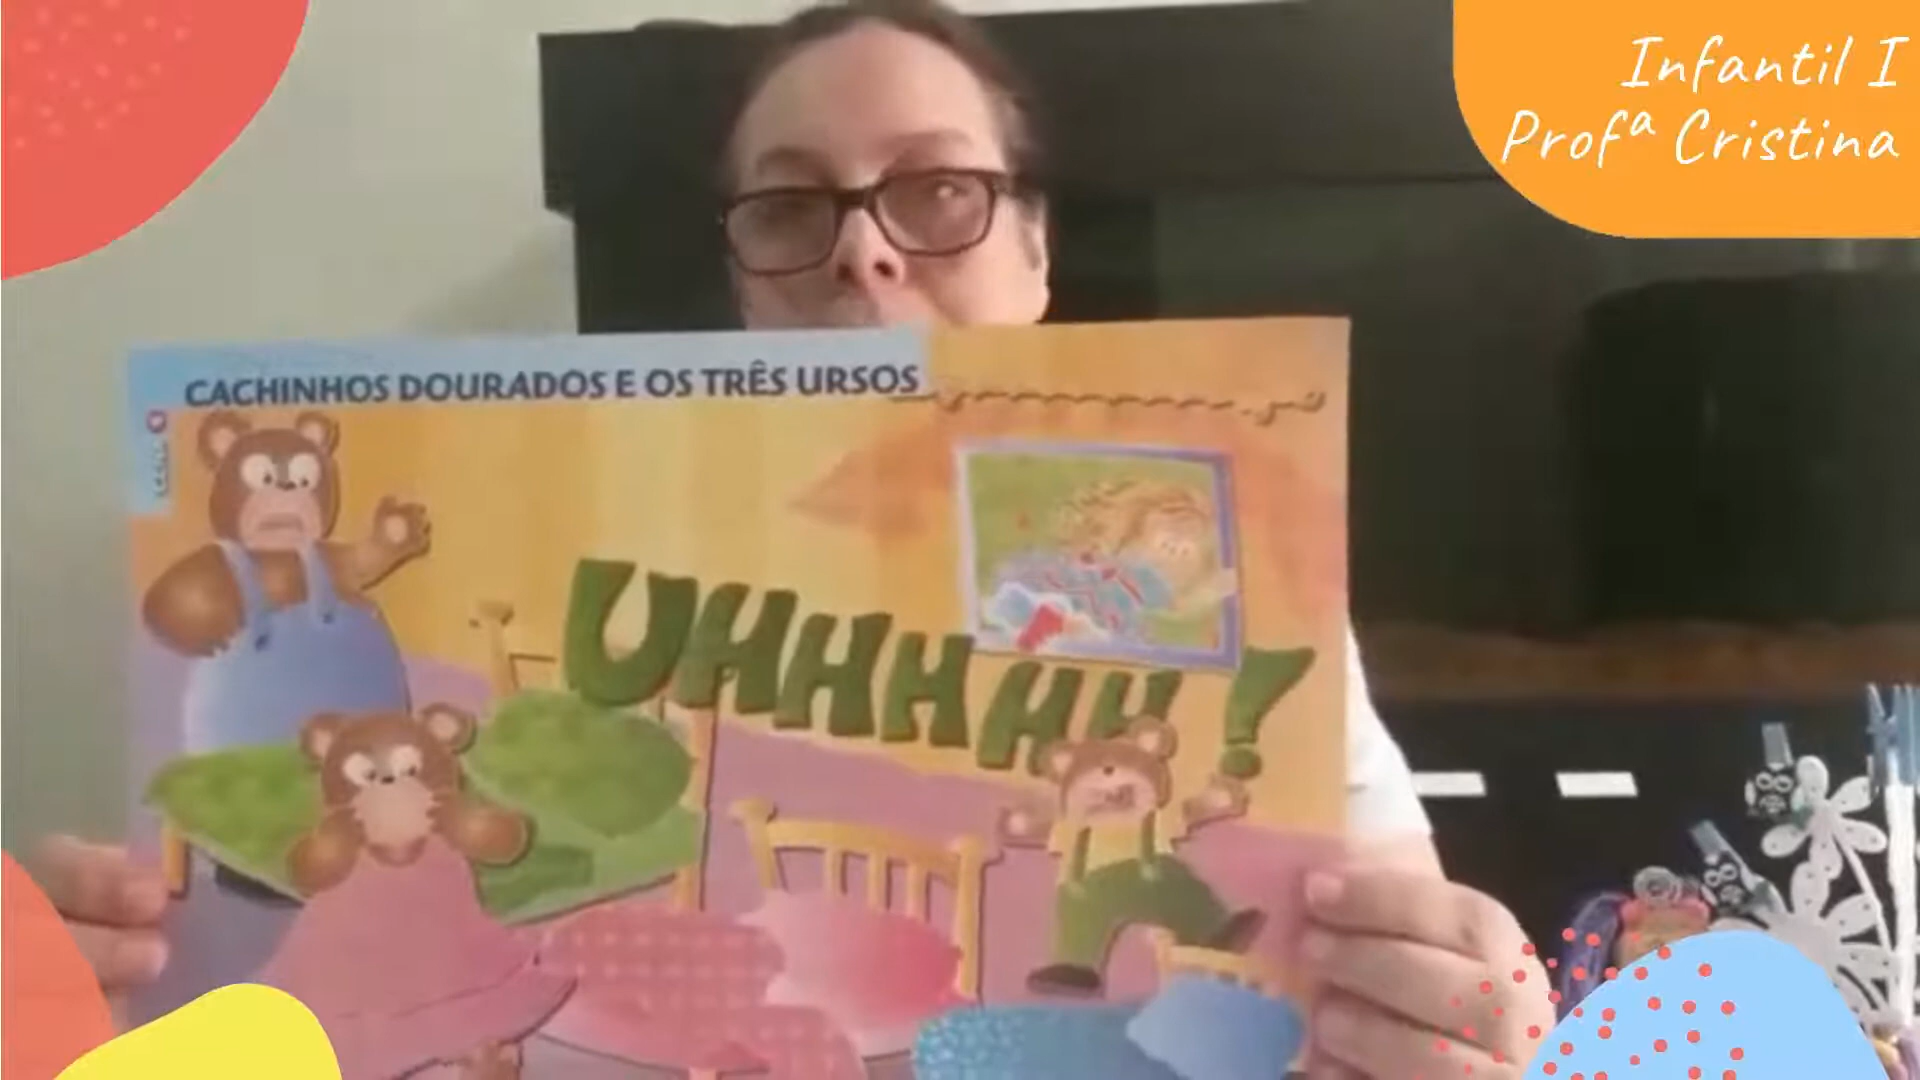 Infantil I
Profª Cristina
CACHINHOS DOURADOS E OS TRÊS URSOS
UHHHHH!